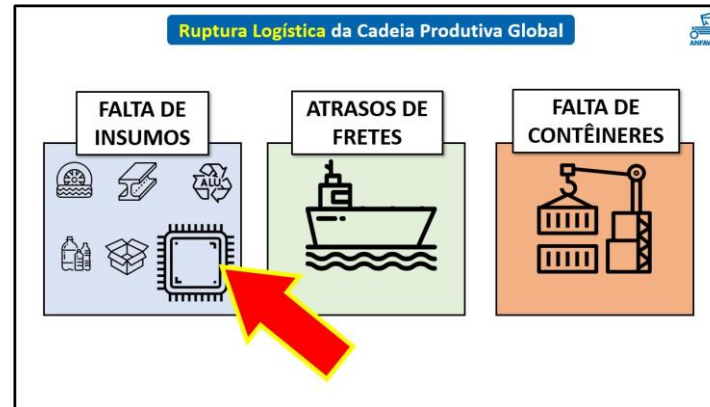 Ruptura Logística da Cadeia Produtiva Global
FALTA DE
INSUMOS
ALU
ATRASOS DE
FRETES
FALTA DE
CONTÊINERES